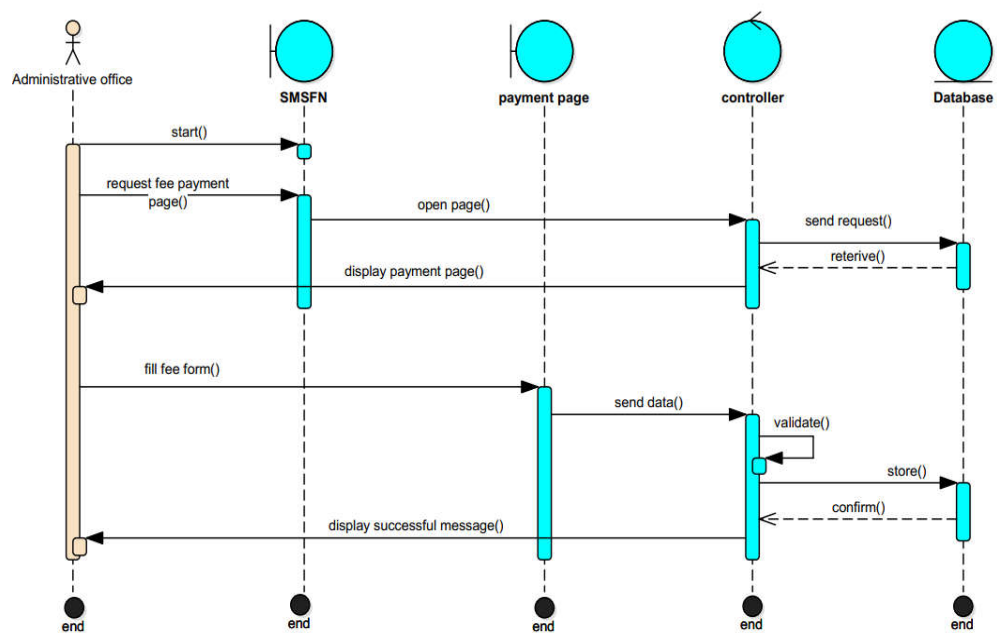 Administrative office
SMSFN
payment page
controller
Database
start()
request fee payment
page()
open page()
send request()
reterive()
display payment page()
fill fee form()
send data()
validate()
store()
confirm()
display successful message()
end
end
end
end
end